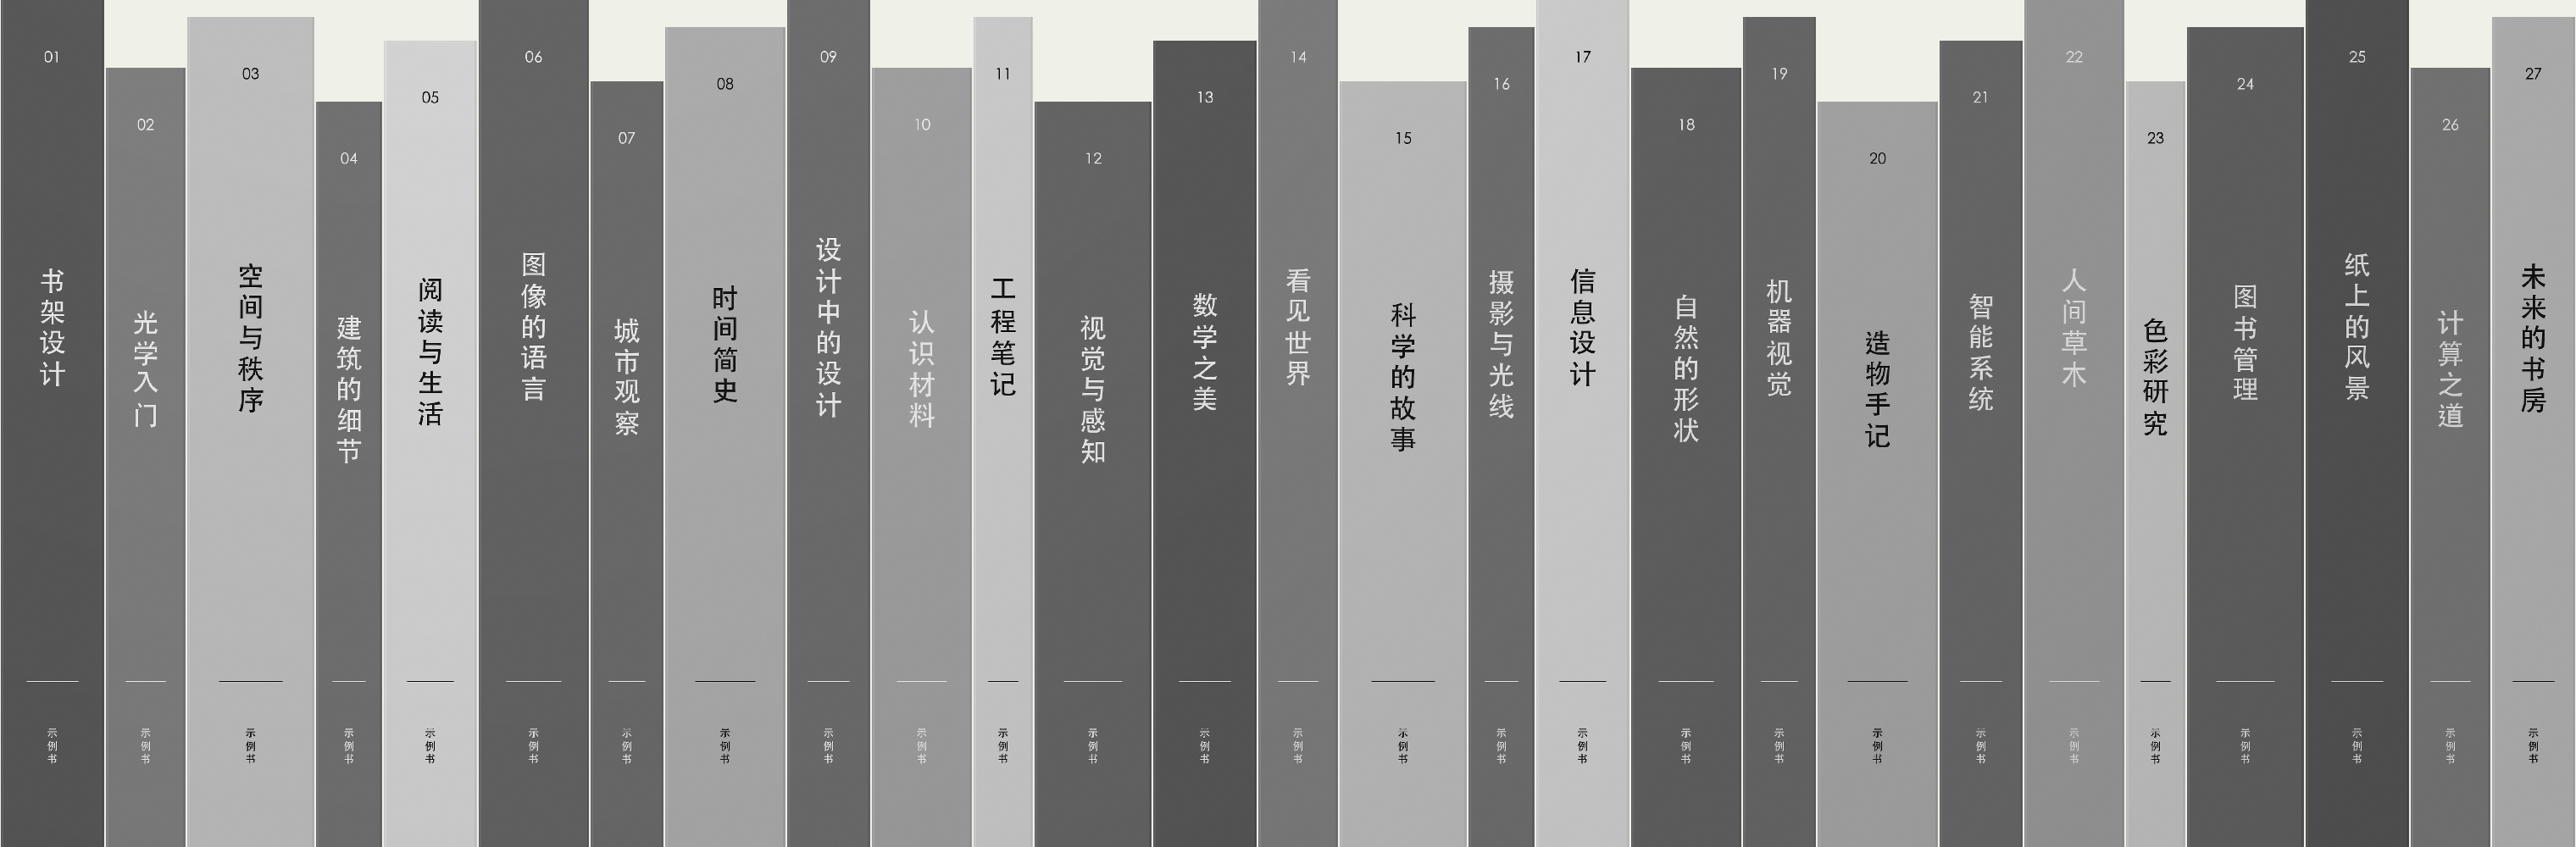 01
书架设计
示例书
02
光学入门
示例书
03
空间与秩序
示例书
04
建筑的细节
示例书
05
阅读与生活
示例书
06
图像的语言
示例书
07
城市观察
示例书
08
时间简史
示例书
09
设计中的设计
示例书
10
认识材料
示例书
11
工程笔记
示例书
12
视觉与感知
示例书
13
数学之美
示例书
14
看见世界
示例书
15
科学的故事
示例书
16
摄影与光线
示例书
17
信息设计
示例书
18
自然的形状
示例书
19
机器视觉
示例书
20
造物手记
示例书
21
智能系统
示例书
22
人间草木
示例书
23
色彩研究
示例书
24
图书管理
示例书
25
纸上的风景
示例书
26
计算之道
示例书
27
未来的书房
示例书